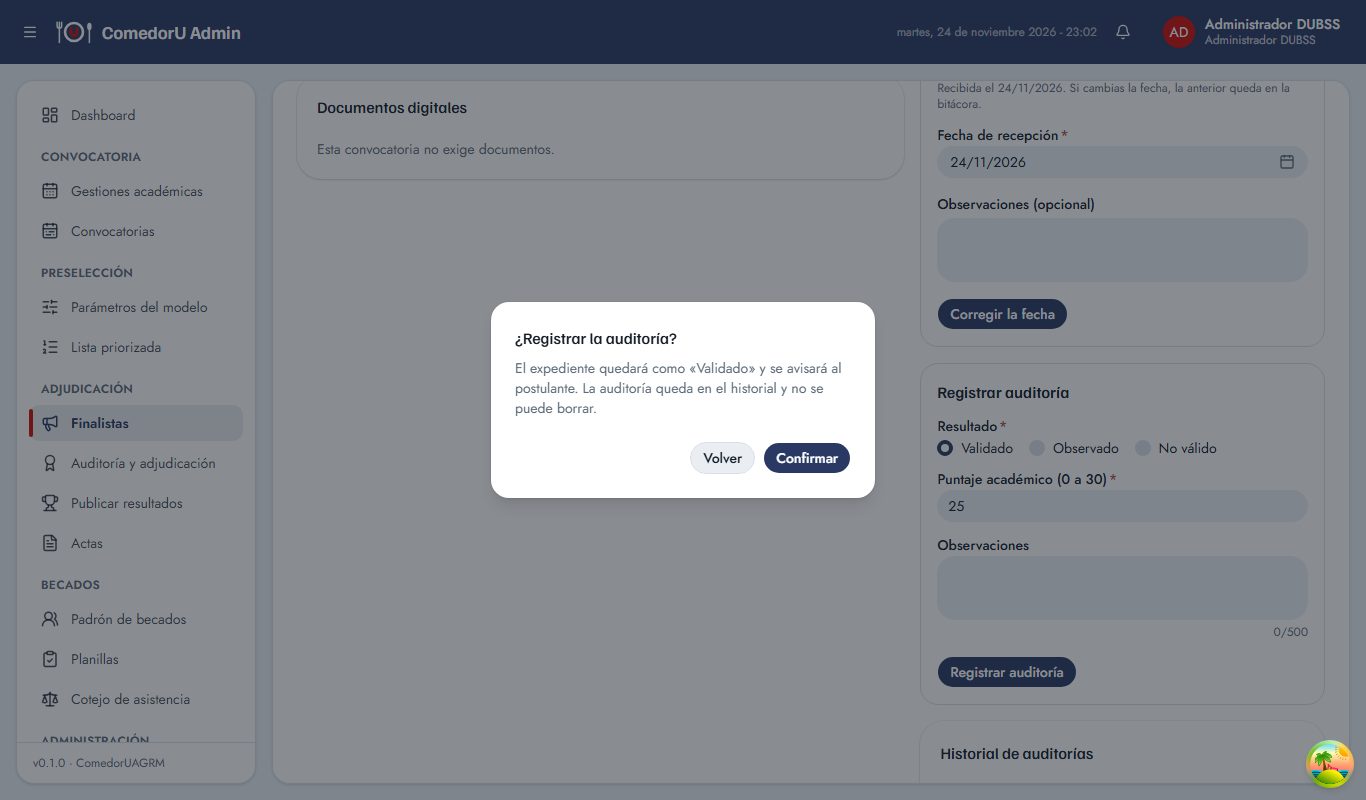 ComedorU Admin
martes, 24 de noviembre 2026 - 23:02
AD
Administrador DUBSS
Administrador DUBSS
Dashboard
CONVOCATORIA
Gestiones académicas
Convocatorias
PRESELECCIÓN
Parámetros del modelo
Lista priorizada
ADJUDICACIÓN
Finalistas
Auditoría y adjudicación
Publicar resultados
Actas
BECADOS
Padrón de becados
Planillas
Cotejo de asistencia
ADMINISTRACIÓN
v0.1.0 · ComedorUAGRM
Documentos digitales
Esta convocatoria no exige documentos.
Recibida el 24/11/2026. Si cambias la fecha, la anterior queda en la
bitácora.
Fecha de recepción *
24/11/2026
Observaciones (opcional)
Corregir la fecha
Registrar auditoría
Resultado *
Validado
Observado
No válido
Puntaje académico (0 a 30) *
25
Observaciones
0/500
Registrar auditoría
Historial de auditorías
¿Registrar la auditoría?
El expediente quedará como «Validado» y se avisará al
postulante. La auditoría queda en el historial y no se
puede borrar.
Volver
Confirmar